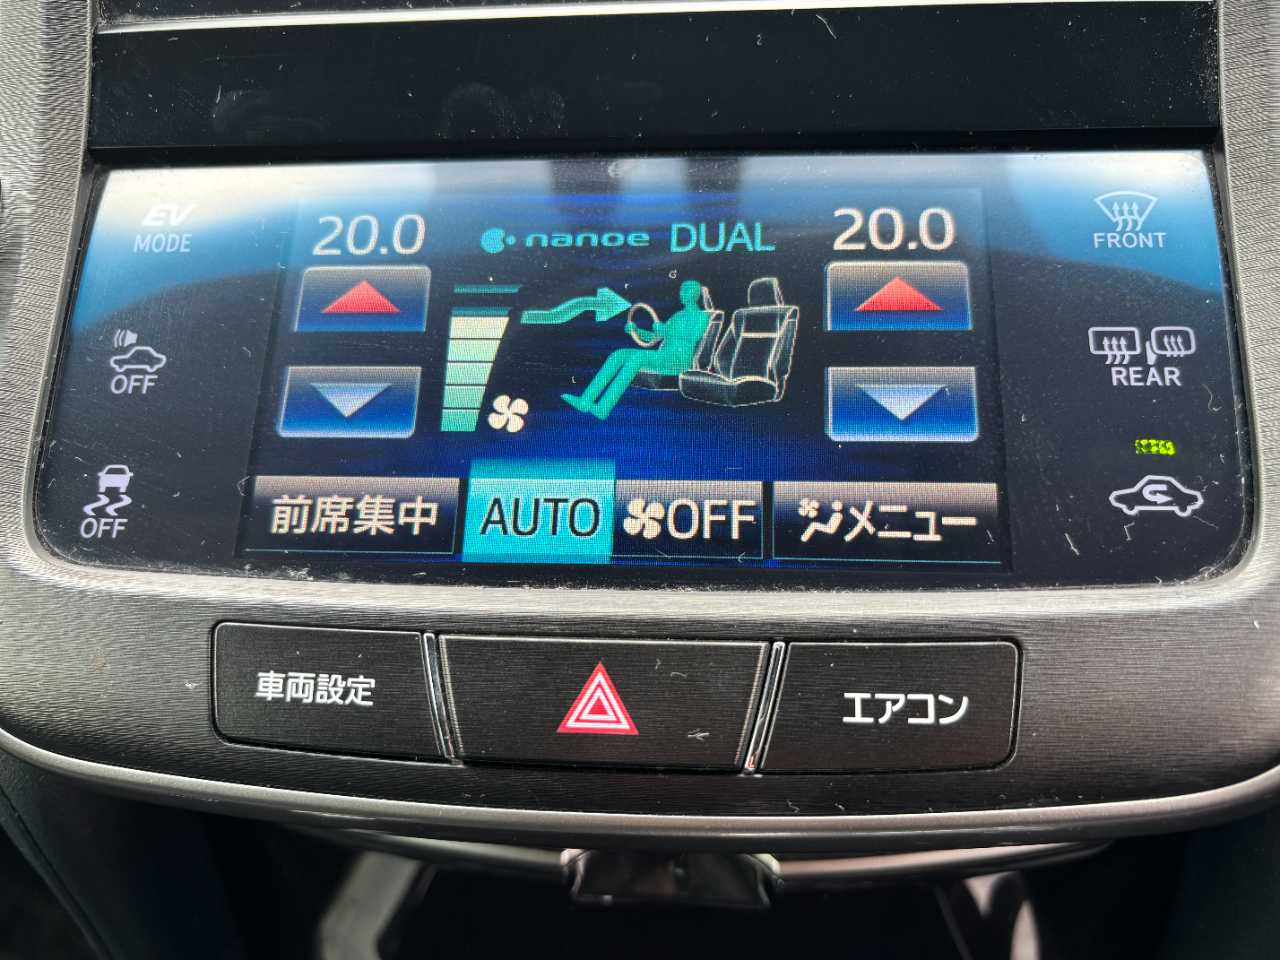 EV
MODE
20.0
nanoe DUAL
20.0
FRONT
OFF
REAR
OFF
前席集中
AUTO
OFF
メニュー
車両設定
エアコン